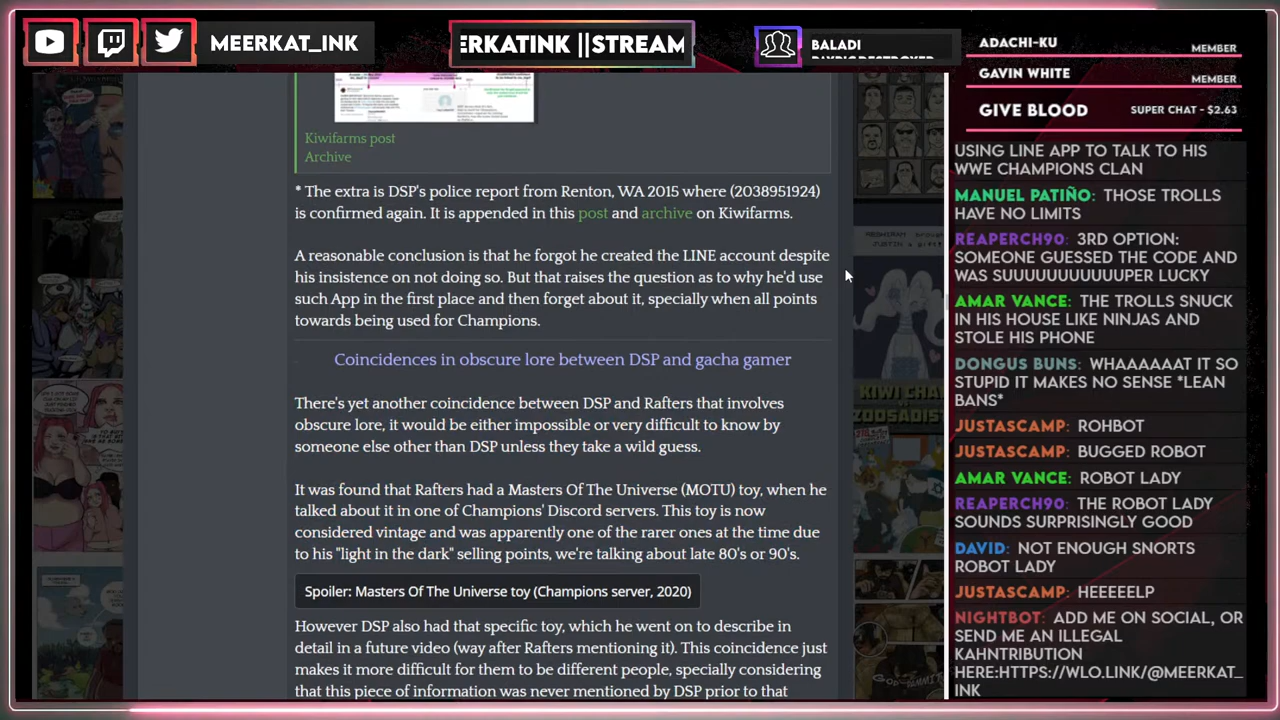 MEERKAT_INK
ERKATINK ||STREAM
BALADI
ADACHI-KU
MEMBER
GAVIN WHITE
MEMBER
GIVE BLOOD
SUPER CHAT - $2.63
Kiwifarms post
Archive
* The extra is DSP's police report from Renton, WA 2015 where (2038951924)
is confirmed again. It is appended in this post and archive on Kiwifarms.
A reasonable conclusion is that he forgot he created the LINE account despite
his insistence on not doing so. But that raises the question as to why he'd use
such App in the first place and then forget about it, specially when all points
towards being used for Champions.
Coincidences in obscure lore between DSP and gacha gamer
There's yet another coincidence between DSP and Rafters that involves
obscure lore, it would be either impossible or very difficult to know by
someone else other than DSP unless they take a wild guess.
It was found that Rafters had a Masters Of The Universe (MOTU) toy, when he
talked about it in one of Champions' Discord servers. This toy is now
considered vintage and was apparently one of the rarer ones at the time due
to his "light in the dark" selling points, we're talking about late 80's or 90's.
Spoiler: Masters Of The Universe toy (Champions server, 2020)
However DSP also had that specific toy, which he went on to describe in
detail in a future video (way after Rafters mentioning it). This coincidence just
makes it more difficult for them to be different people, specially considering
that this piece of information was never mentioned by DSP prior to that
USING LINE APP TO TALK TO HIS
WWE CHAMPIONS CLAN
MANUEL PATIÑO: THOSE TROLLS
HAVE NO LIMITS
REAPERCH90: 3RD OPTION:
SOMEONE GUESSED THE CODE AND
WAS SUUUUUUUUUUPER LUCKY
AMAR VANCE: THE TROLLS SNUCK
IN HIS HOUSE LIKE NINJAS AND
STOLE HIS PHONE
DONGUS BUNS: WHAAAAAT IT SO
STUPID IT MAKES NO SENSE *LEAN
BANS*
JUSTASCAMP: ROHBOT
JUSTASCAMP: BUGGED ROBOT
AMAR VANCE: ROBOT LADY
REAPERCH90: THE ROBOT LADY
SOUNDS SURPRISINGLY GOOD
DAVID: NOT ENOUGH SNORTS
ROBOT LADY
JUSTASCAMP: HEEEEELP
NIGHTBOT: ADD ME ON SOCIAL, OR
SEND ME AN ILLEGAL
KAHNTRIBUTION
HERE:HTTPS://WLO.LINK/@MEERKAT_
INK